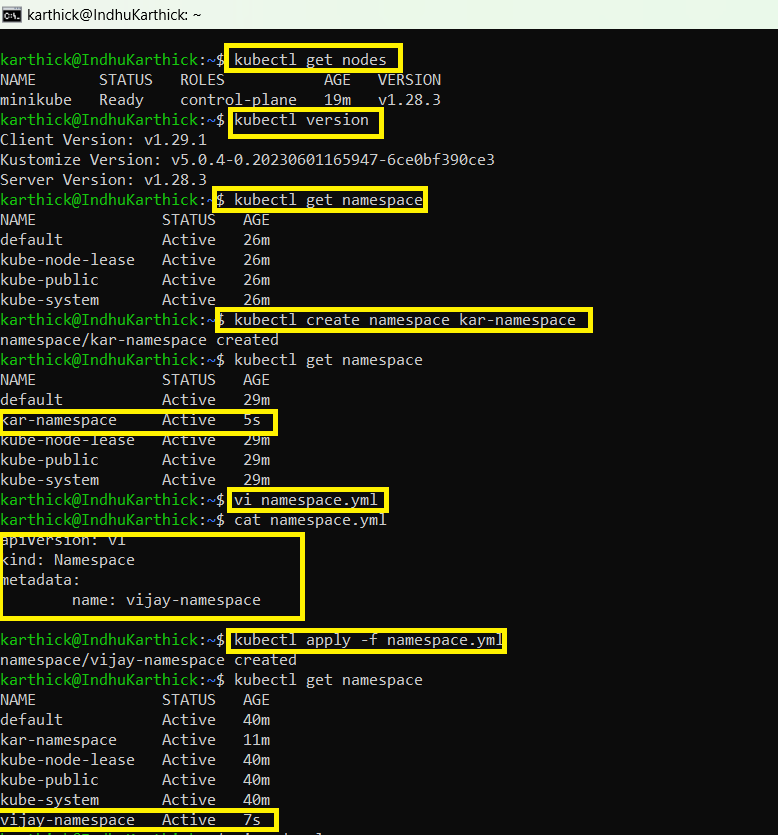 karthick@IndhuKarthick: ~
karthick@IndhuKarthick:~$ kubectl get nodes
NAME       STATUS   ROLES           AGE   VERSION
minikube   Ready    control-plane   19m   v1.28.3
karthick@IndhuKarthick:~$ kubectl version
Client Version: v1.29.1
Kustomize Version: v5.0.4-0.20230601165947-6ce0bf390ce3
Server Version: v1.28.3
karthick@IndhuKarthick:~$ kubectl get namespace
NAME              STATUS   AGE
default           Active   26m
kube-node-lease   Active   26m
kube-public       Active   26m
kube-system       Active   26m
karthick@IndhuKarthick:~$ kubectl create namespace kar-namespace
namespace/kar-namespace created
karthick@IndhuKarthick:~$ kubectl get namespace
NAME              STATUS   AGE
default           Active   29m
kar-namespace     Active   5s
kube-node-lease   Active   29m
kube-public       Active   29m
kube-system       Active   29m
karthick@IndhuKarthick:~$ vi namespace.yml
karthick@IndhuKarthick:~$ cat namespace.yml
apiVersion: v1
kind: Namespace
metadata:
        name: vijay-namespace
karthick@IndhuKarthick:~$ kubectl apply -f namespace.yml
namespace/vijay-namespace created
karthick@IndhuKarthick:~$ kubectl get namespace
NAME              STATUS   AGE
default           Active   40m
kar-namespace     Active   11m
kube-node-lease   Active   40m
kube-public       Active   40m
kube-system       Active   40m
vijay-namespace   Active   7s